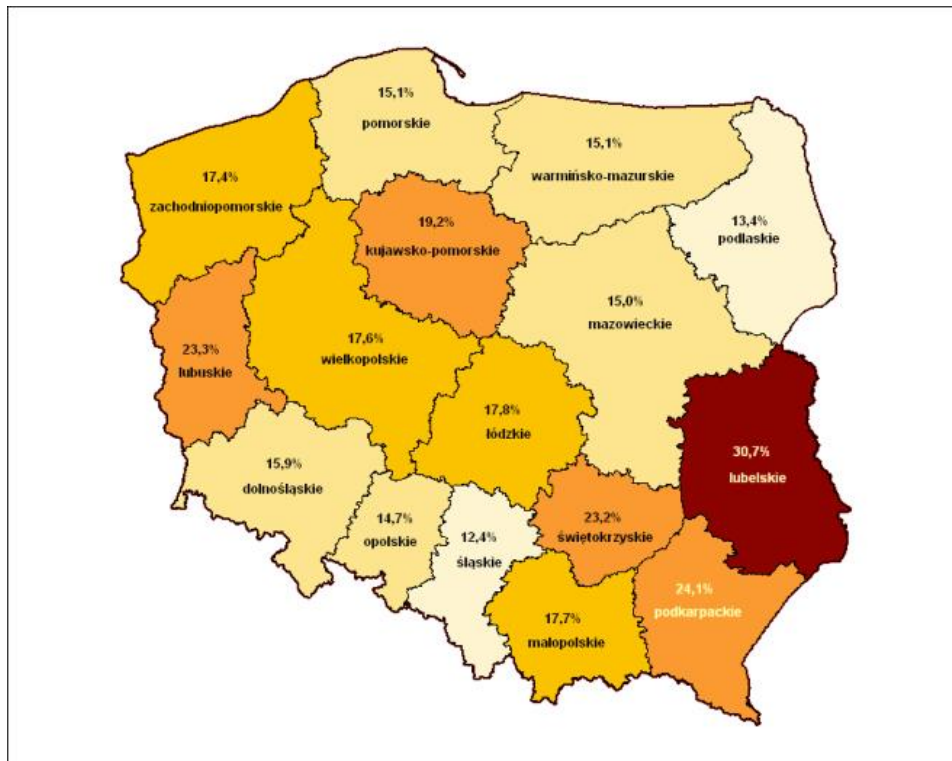 15,1%
pomorskie
15,1%
warmińsko-mazurskie
17,4%
zachodniopomorskie
19,2%
kujawsko-pomorskie
13,4%
podlaskie
15,0%
mazowieckie
23,3%
lubuskie
17,6%
wielkopolskie
17,8%
łódzkie
30,7%
lubelskie
15,9%
dolnośląskie
14,7%
opolskie
12,4%
śląskie
23,2%
świętokrzyskie
24,1%
podkarpackie
17,7%
małopolskie